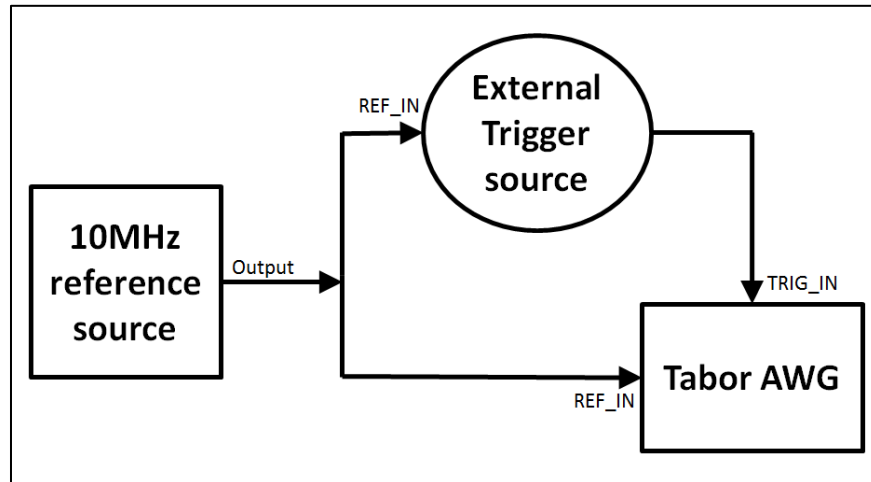 10MHz
reference
source
Output
REF_IN
External
Trigger
source
TRIG_IN
REF_IN
Tabor AWG